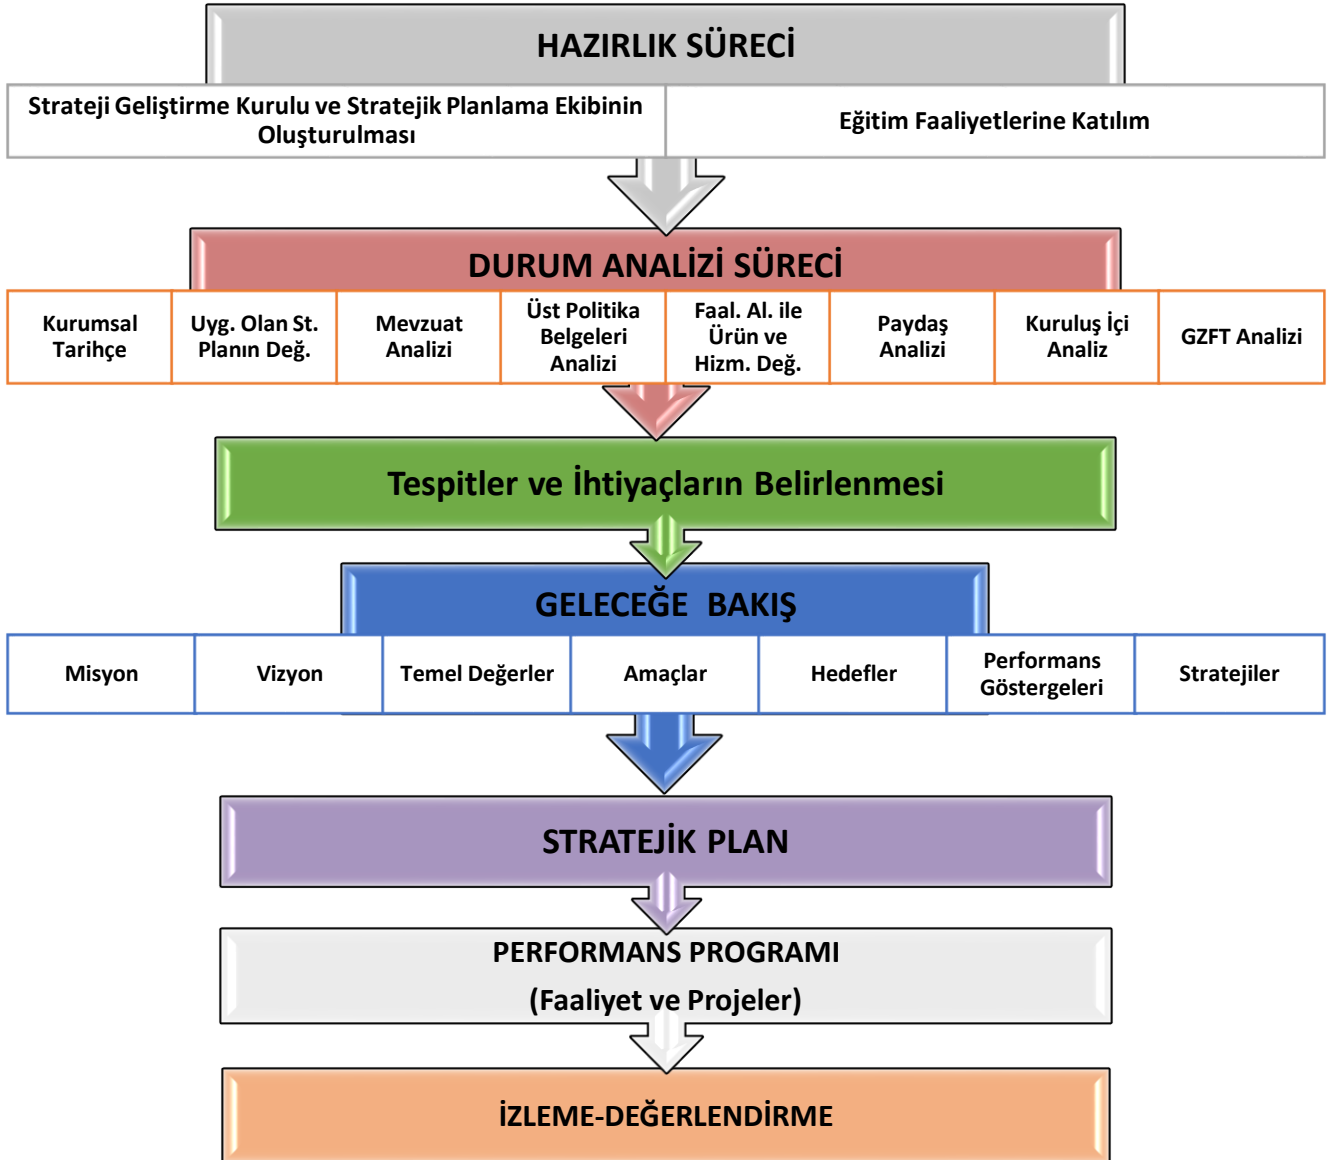 HAZIRLIK SÜRECİ
Strateji Geliştirme Kurulu ve Stratejik Planlama Ekibinin
Oluşturulması
Eğitim Faaliyetlerine Katılım
DURUM ANALİZİ SÜRECİ
Kurumsal
Tarihçe
Uyg. Olan St.
Planın Değ.
Mevzuat
Analizi
Üst Politika
Belgeleri
Analizi
Faal. Al. ile
Ürün ve
Hizm. Değ.
Paydaş
Analizi
Kuruluş İçi
Analiz
GZFT Analizi
Tespitler ve İhtiyaçların Belirlenmesi
GELECEĞE BAKIŞ
Misyon
Vizyon
Temel Değerler
Amaçlar
Hedefler
Performans
Göstergeleri
Stratejiler
STRATEJİK PLAN
PERFORMANS PROGRAMI
(Faaliyet ve Projeler)
İZLEME-DEĞERLENDİRME